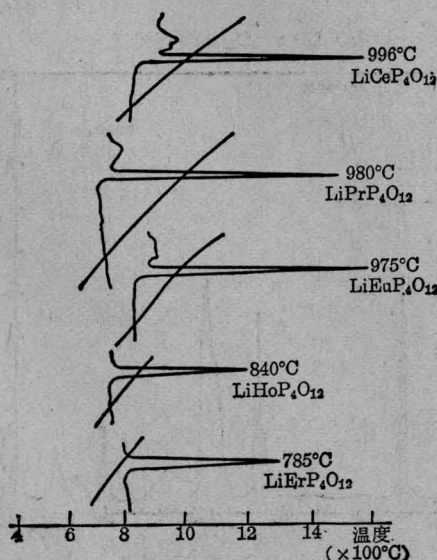 996°C
LiCeP₄O₁₂
980°C
LiPrP₄O₁₂
975°C
LiEuP₄O₁₂
840°C
LiHoP₄O₁₂
785°C
LiErP₄O₁₂
4 6 8 10 12 14 温度
(×100°C)